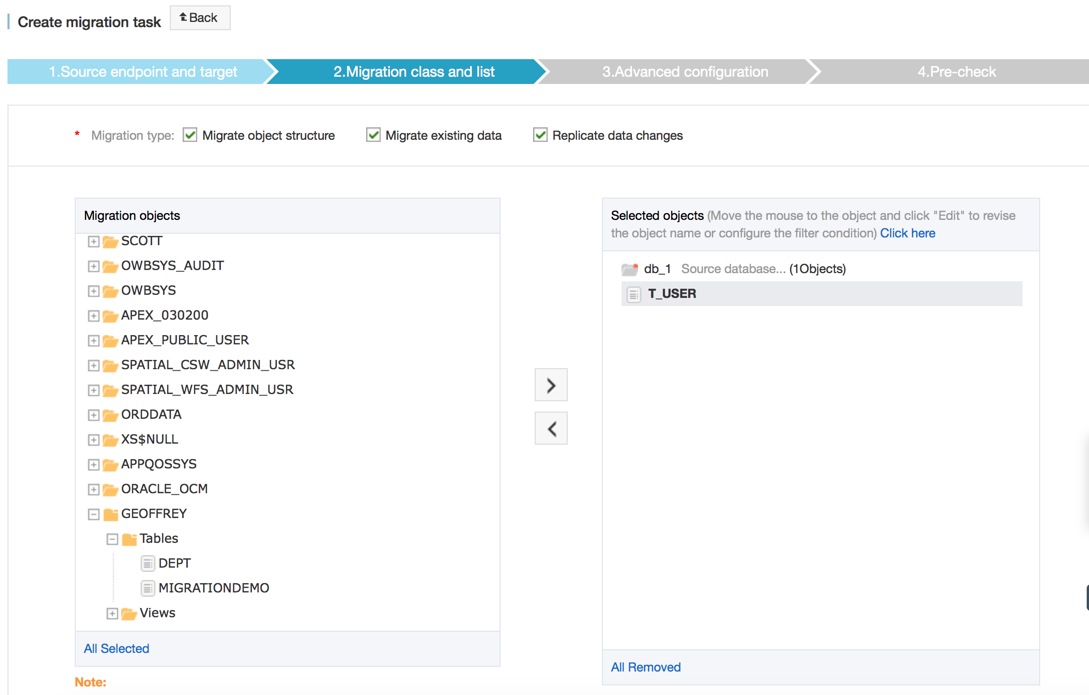 Create migration task
Back
1.Source endpoint and target
2.Migration class and list
3.Advanced configuration
4.Pre-check
* Migration type: Migrate object structure Migrate existing data Replicate data changes
Migration objects
SCOTT
OWBSYS_AUDIT
OWBSYS
APEX_030200
APEX_PUBLIC_USER
SPATIAL_CSW_ADMIN_USR
SPATIAL_WFS_ADMIN_USR
ORDDATA
XS$NULL
APPQOSSYS
ORACLE_OCM
GEOFFREY
Tables
DEPT
MIGRATIONDEMO
Views
All Selected
Note:
Selected objects (Move the mouse to the object and click "Edit" to revise
the object name or configure the filter condition) Click here
db_1 Source database... (1Objects)
T_USER
All Removed